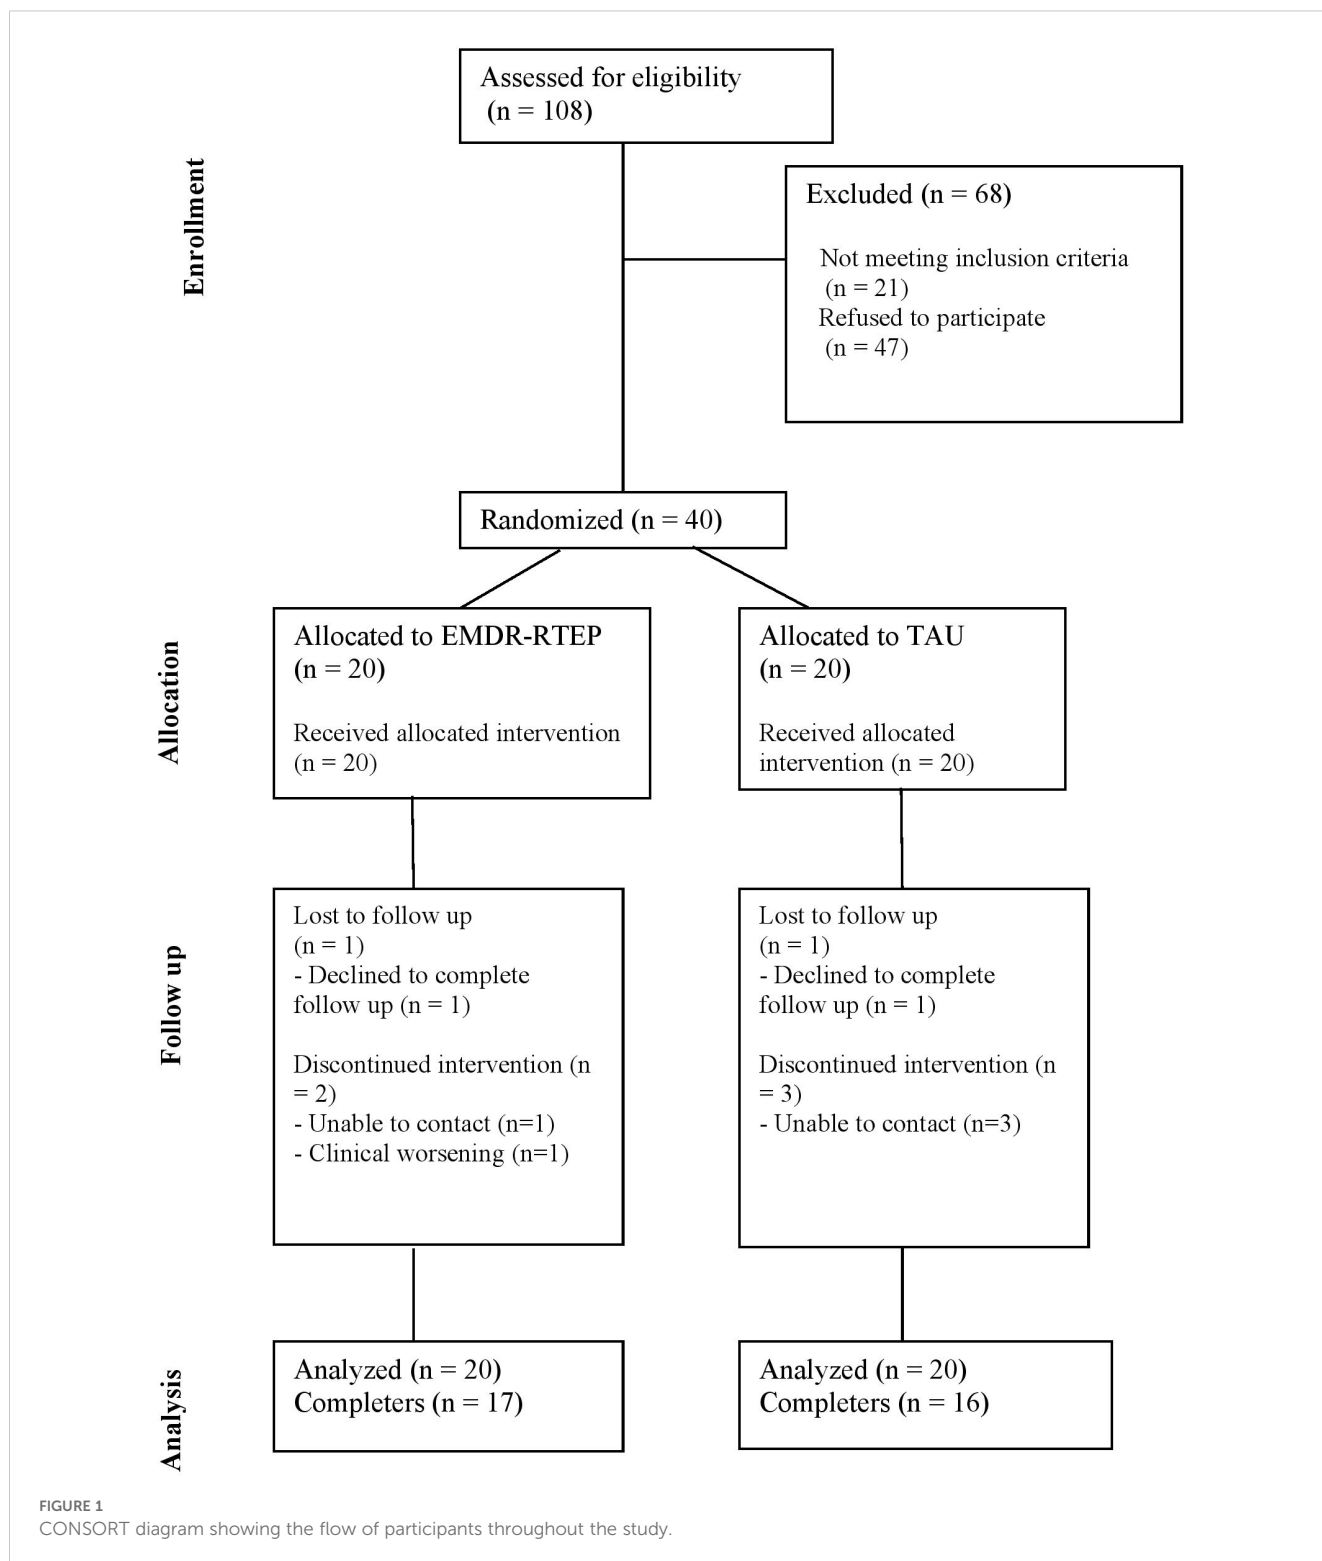 Assessed for eligibility
(n = 108)
Enrollment
Excluded (n = 68)
Not meeting inclusion criteria
(n = 21)
Refused to participate
(n = 47)
Randomized (n = 40)
Allocation
Allocated to EMDR-RTEP
(n = 20)
Received allocated intervention
(n = 20)
Allocated to TAU
(n = 20)
Received allocated
intervention (n = 20)
Follow up
Lost to follow up
(n = 1)
- Declined to complete
follow up (n = 1)
Discontinued intervention (n
= 2)
- Unable to contact (n=1)
- Clinical worsening (n=1)
Lost to follow up
(n = 1)
- Declined to complete
follow up (n = 1)
Discontinued intervention (n
= 3)
- Unable to contact (n=3)
Analysis
Analyzed (n = 20)
Completers (n = 17)
Analyzed (n = 20)
Completers (n = 16)
FIGURE 1
CONSORT diagram showing the flow of participants throughout the study.